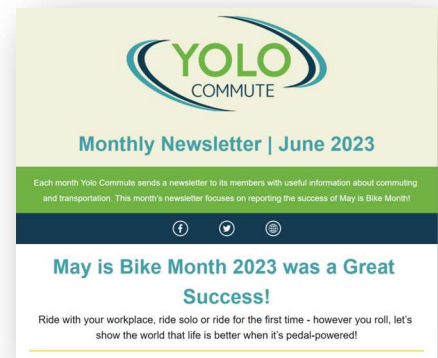 YOLO
COMMUTE
Monthly Newsletter | June 2023
Each month Yolo Commute sends a newsletter to its members with useful information about commuting
and transportation. This month's newsletter focuses on reporting the success of May is Bike Month!
May is Bike Month 2023 was a Great
Success!
Ride with your workplace, ride solo or ride for the first time - however you roll, let's
show the world that life is better when it's pedal-powered!